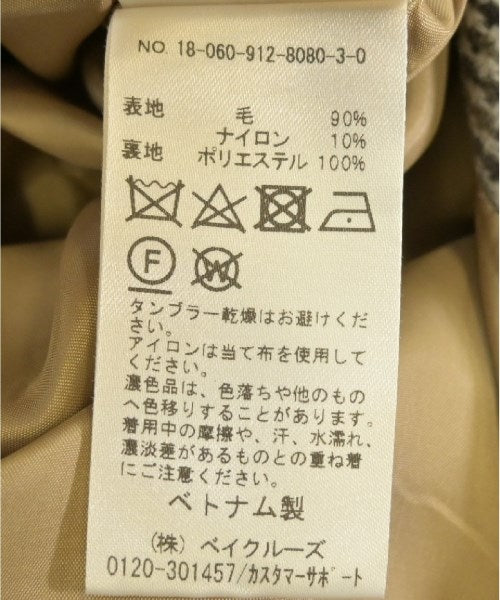 NO. 18-060-912-8080-3-0
表地 毛 90%
ナイロン 10%
裏地 ポリエステル 100%
F W
タンブラー乾燥はお避けくだ
さい。
アイロンは当て布を使用して
ください。
濃色品は、色落ちや他のもの
へ色移りすることがあります。
着用中の摩擦や、汗、水濡れ、
濃淡差があるものとの重ね着
にご注意ください。
ベトナム製
(株) ベイクルーズ
0120-301457/カスタマーサポート